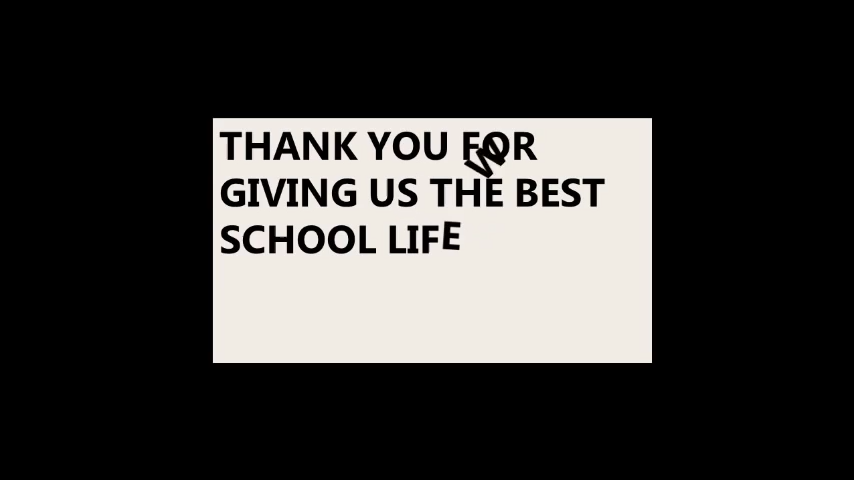 THANK YOU FOR
GIVING US THE BEST
SCHOOL LIFE
W